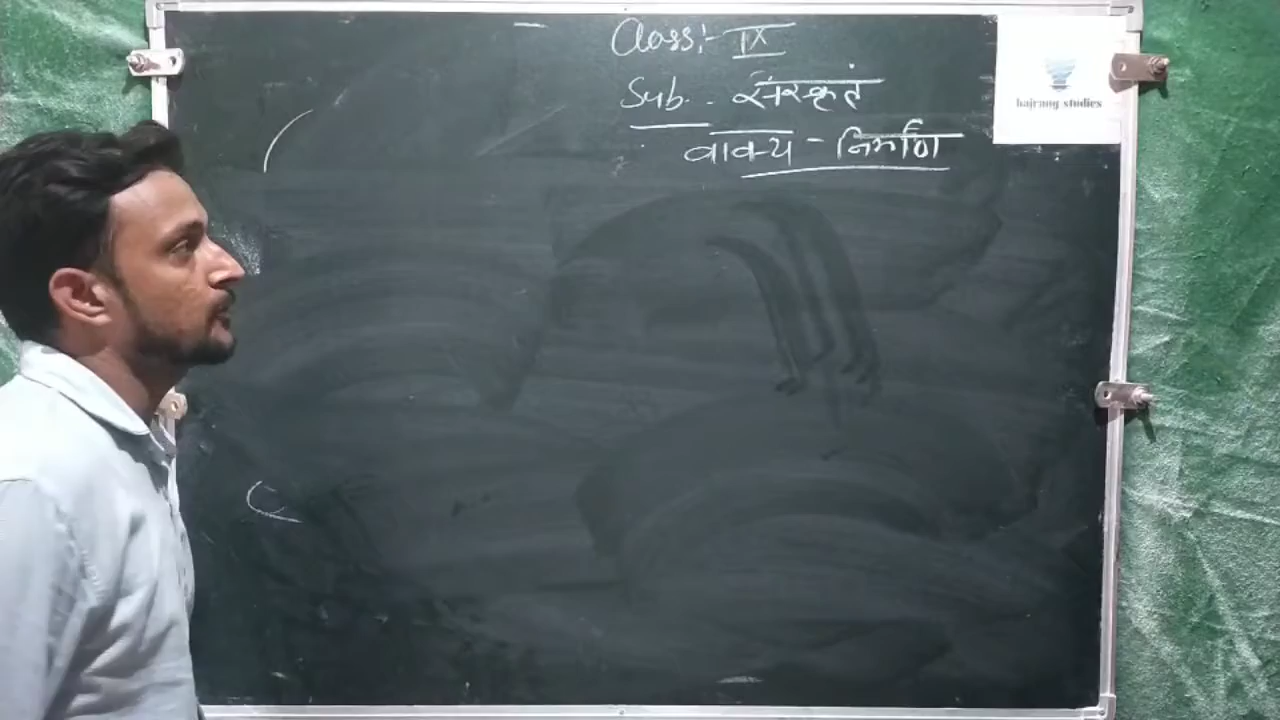 Class:- IX
Sub. - संस्कृत
वाक्य - निर्माण
bajrang studies